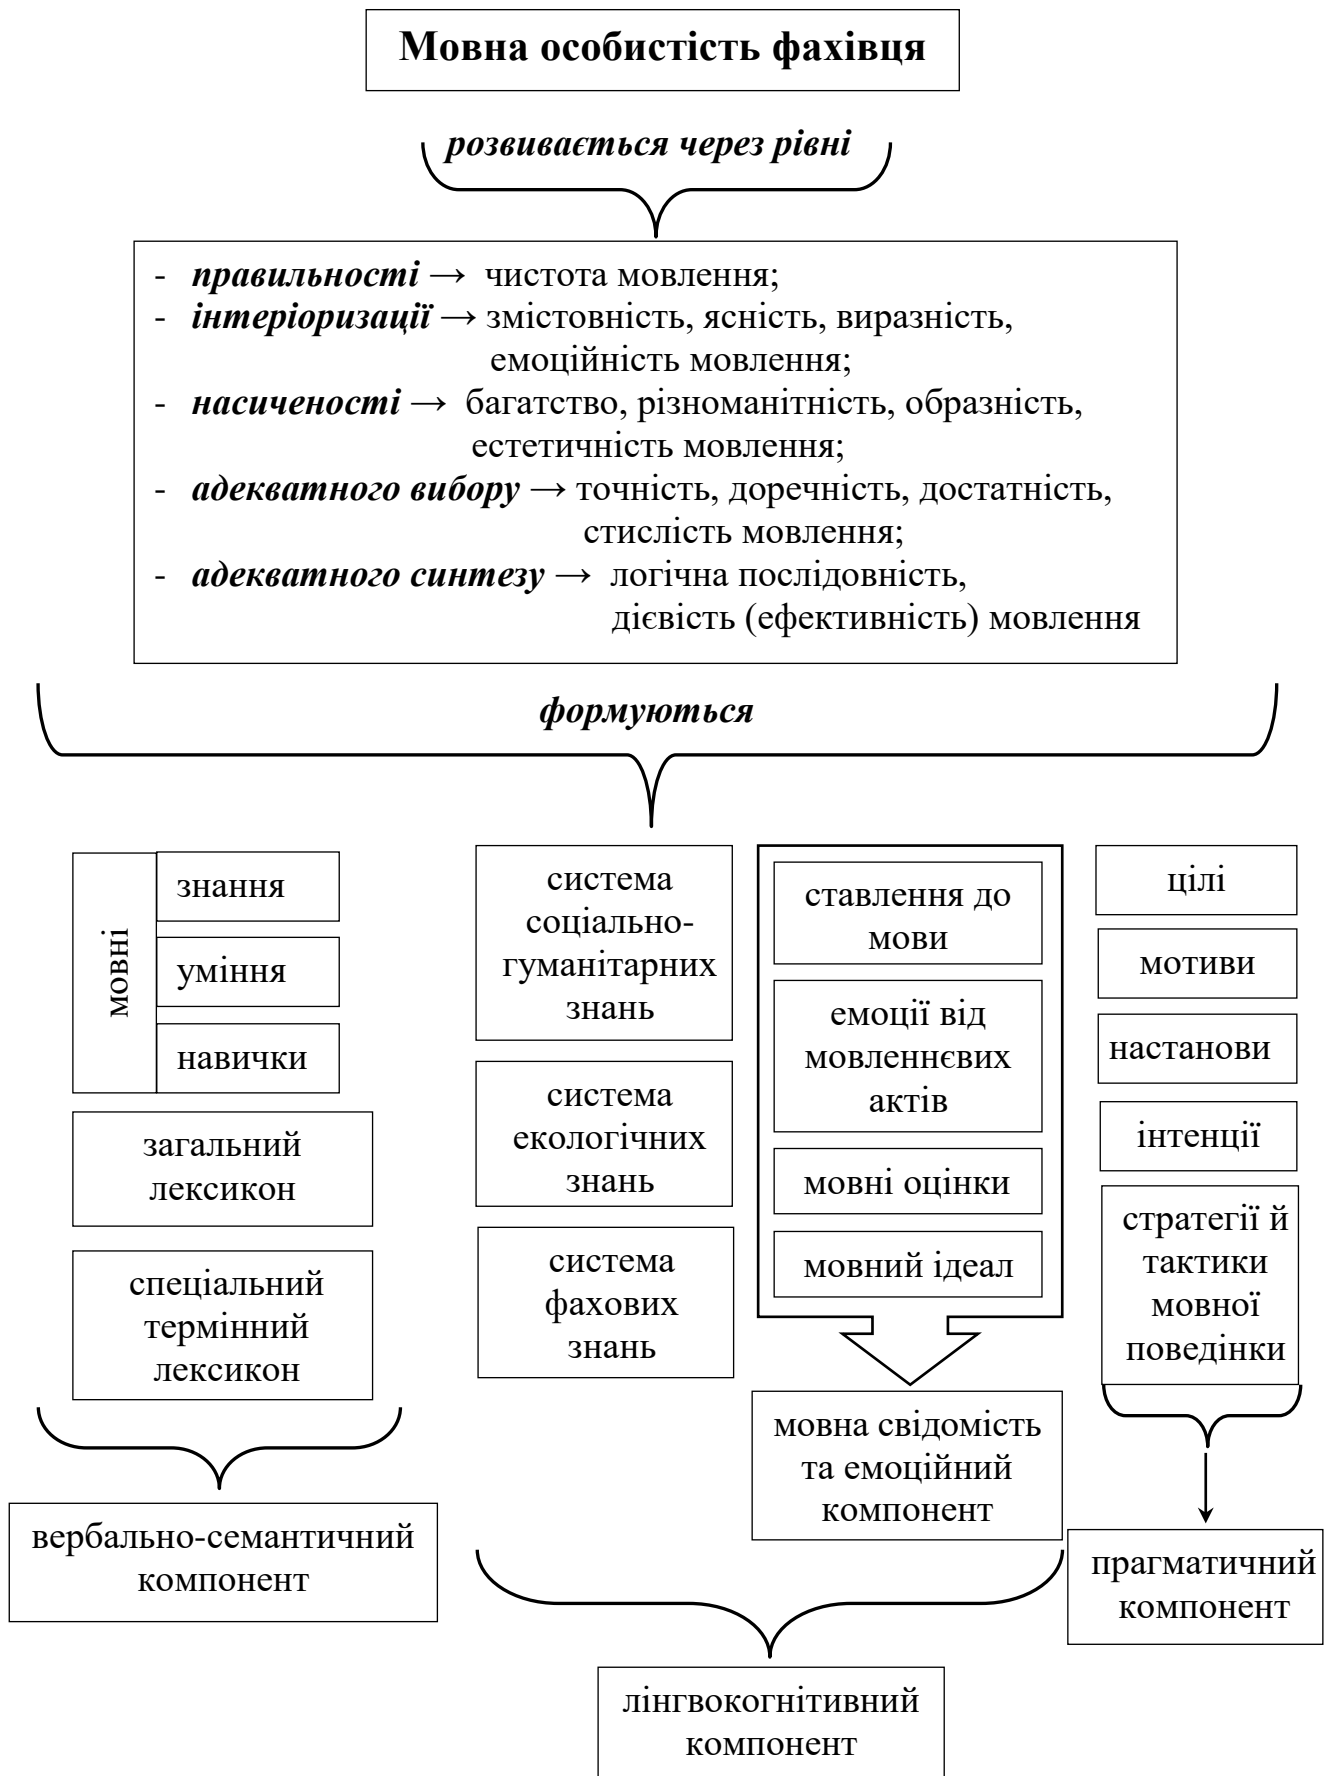 Мовна особистість фахівця
розвивається через рівні
- правильності → чистота мовлення;
- інтеріоризації → змістовність, ясність, виразність,
емоційність мовлення;
- насиченості → багатство, різноманітність, образність,
естетичність мовлення;
- адекватного вибору → точність, доречність, достатність,
стислість мовлення;
- адекватного синтезу → логічна послідовність,
дієвість (ефективність) мовлення
формуються
мовні
знання
уміння
навички
загальний
лексикон
спеціальний
термінний
лексикон
вербально-семантичний
компонент
система
соціально-
гуманітарних
знань
система
екологічних
знань
система
фахових
знань
ставлення до
мови
емоції від
мовленнєвих
актів
мовні оцінки
мовний ідеал
мовна свідомість
та емоційний
компонент
лінгвокогнітивний
компонент
цілі
мотиви
настанови
інтенції
стратегії й
тактики
мовної
поведінки
прагматичний
компонент